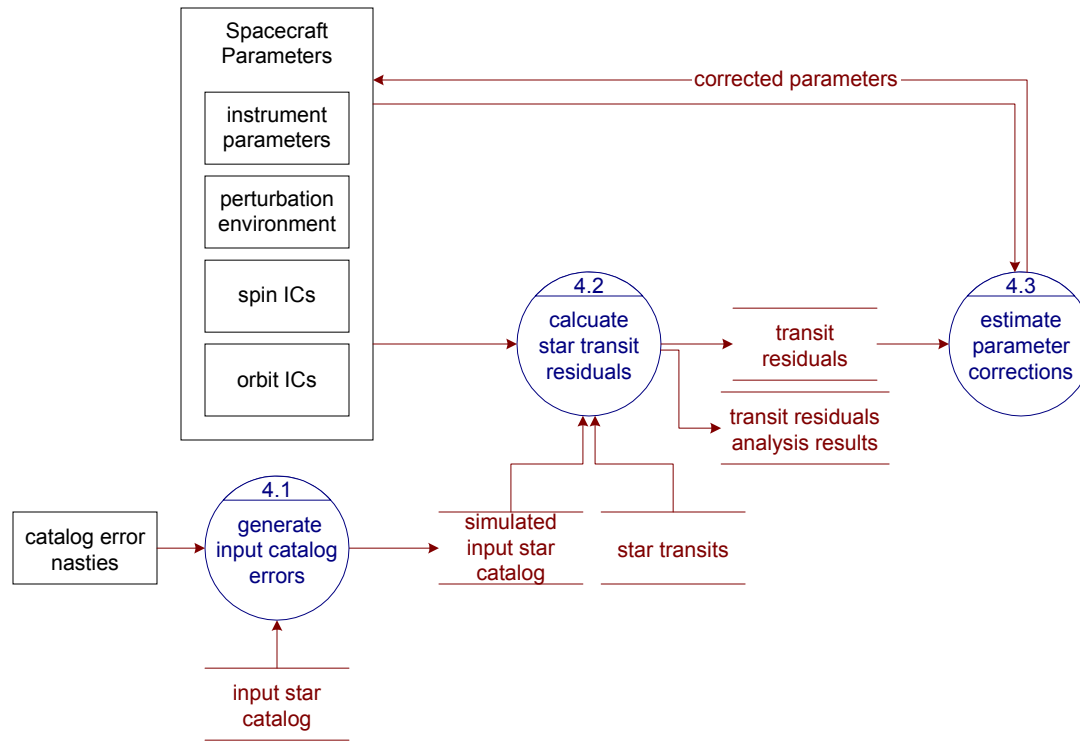 Spacecraft
Parameters
instrument
parameters
perturbation
environment
spin ICs
orbit ICs
corrected parameters
4.2
calcuate
star transit
residuals
transit
residuals
transit residuals
analysis results
4.3
estimate
parameter
corrections
catalog error
nasties
4.1
generate
input catalog
errors
simulated
input star
catalog
star transits
input star
catalog